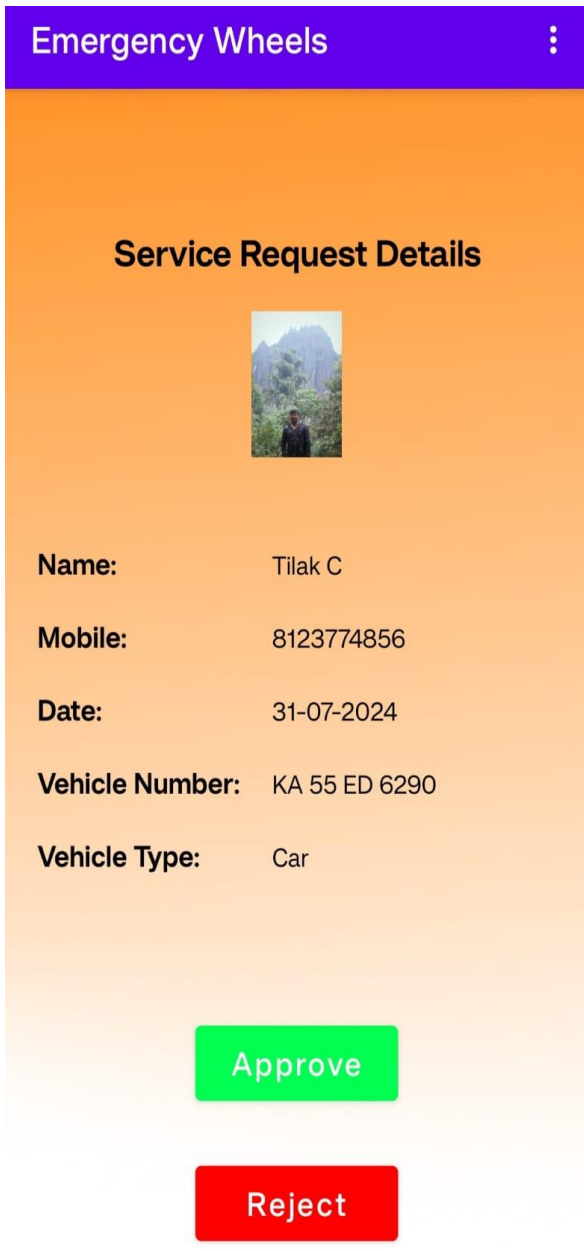 Emergency Wheels
Service Request Details
Name: Tilak C
Mobile: 8123774856
Date: 31-07-2024
Vehicle Number: KA 55 ED 6290
Vehicle Type: Car
Approve
Reject